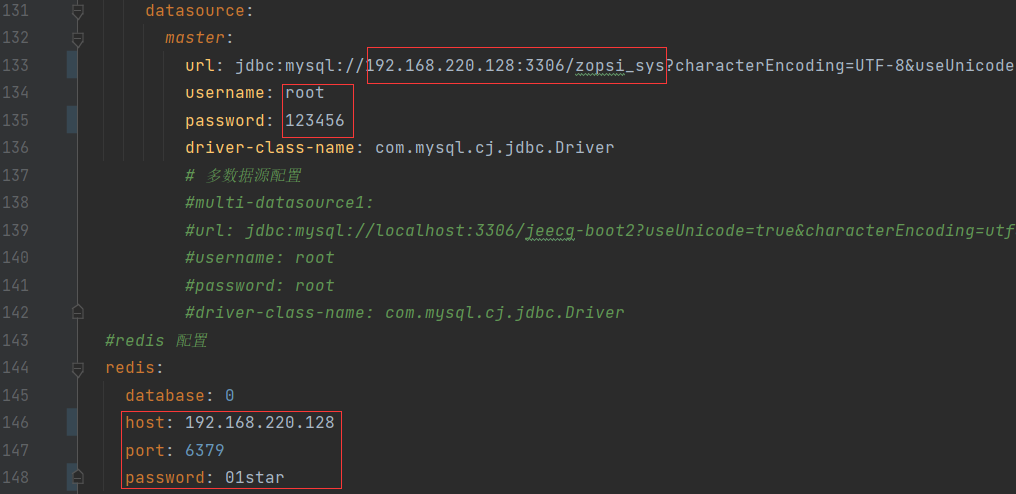 131 datasource:
132 master:
133 url: jdbc:mysql://192.168.220.128:3306/zopsi_sys?characterEncoding=UTF-8&useUnicode
134 username: root
135 password: 123456
136 driver-class-name: com.mysql.cj.jdbc.Driver
137 # 多数据源配置
138 #multi-datasource1:
139 #url: jdbc:mysql://localhost:3306/jeecg-boot2?useUnicode=true&characterEncoding=utf
140 #username: root
141 #password: root
142 #driver-class-name: com.mysql.cj.jdbc.Driver
143 #redis 配置
144 redis:
145 database: 0
146 host: 192.168.220.128
147 port: 6379
148 password: 01star